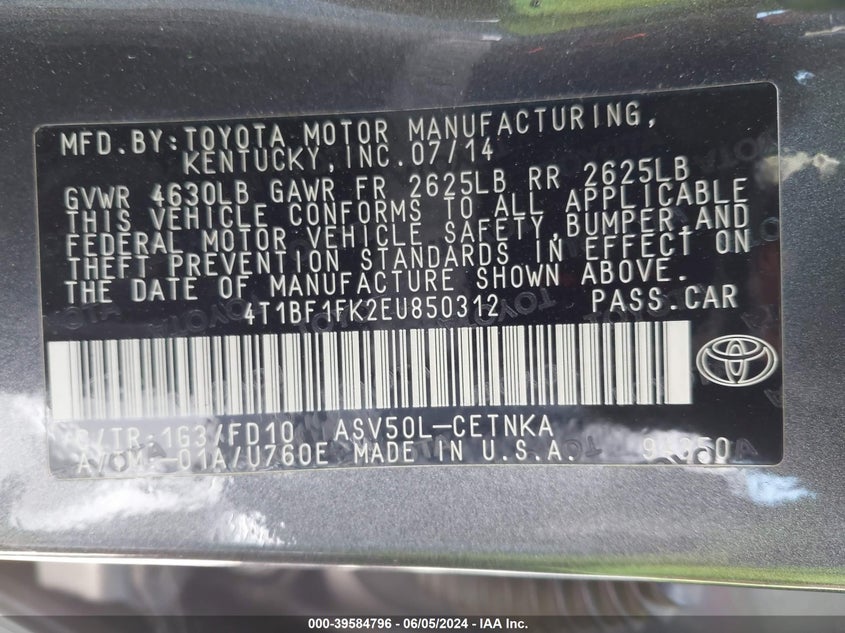 MFD.BY:TOYOTA MOTOR MANUFACTURING,
KENTUCKY,INC.07/14
GVWR 4630LB GAWR FR 2625LB RR 2625LB
THIS VEHICLE CONFORMS TO ALL APPLICABLE
FEDERAL MOTOR VEHICLE SAFETY,BUMPER,AND
THEFT PREVENTION STANDARDS IN EFFECT ON
THE DATE OF MANUFACTURE SHOWN ABOVE.
4T1BF1FK2EU850312 PASS.CAR
C/TR:1G3/FD10 ASV50L-CETNKA
A/TM:-01A/U760E MADE IN U.S.A.
000-39584796 - 06/05/2024 - IAA Inc.